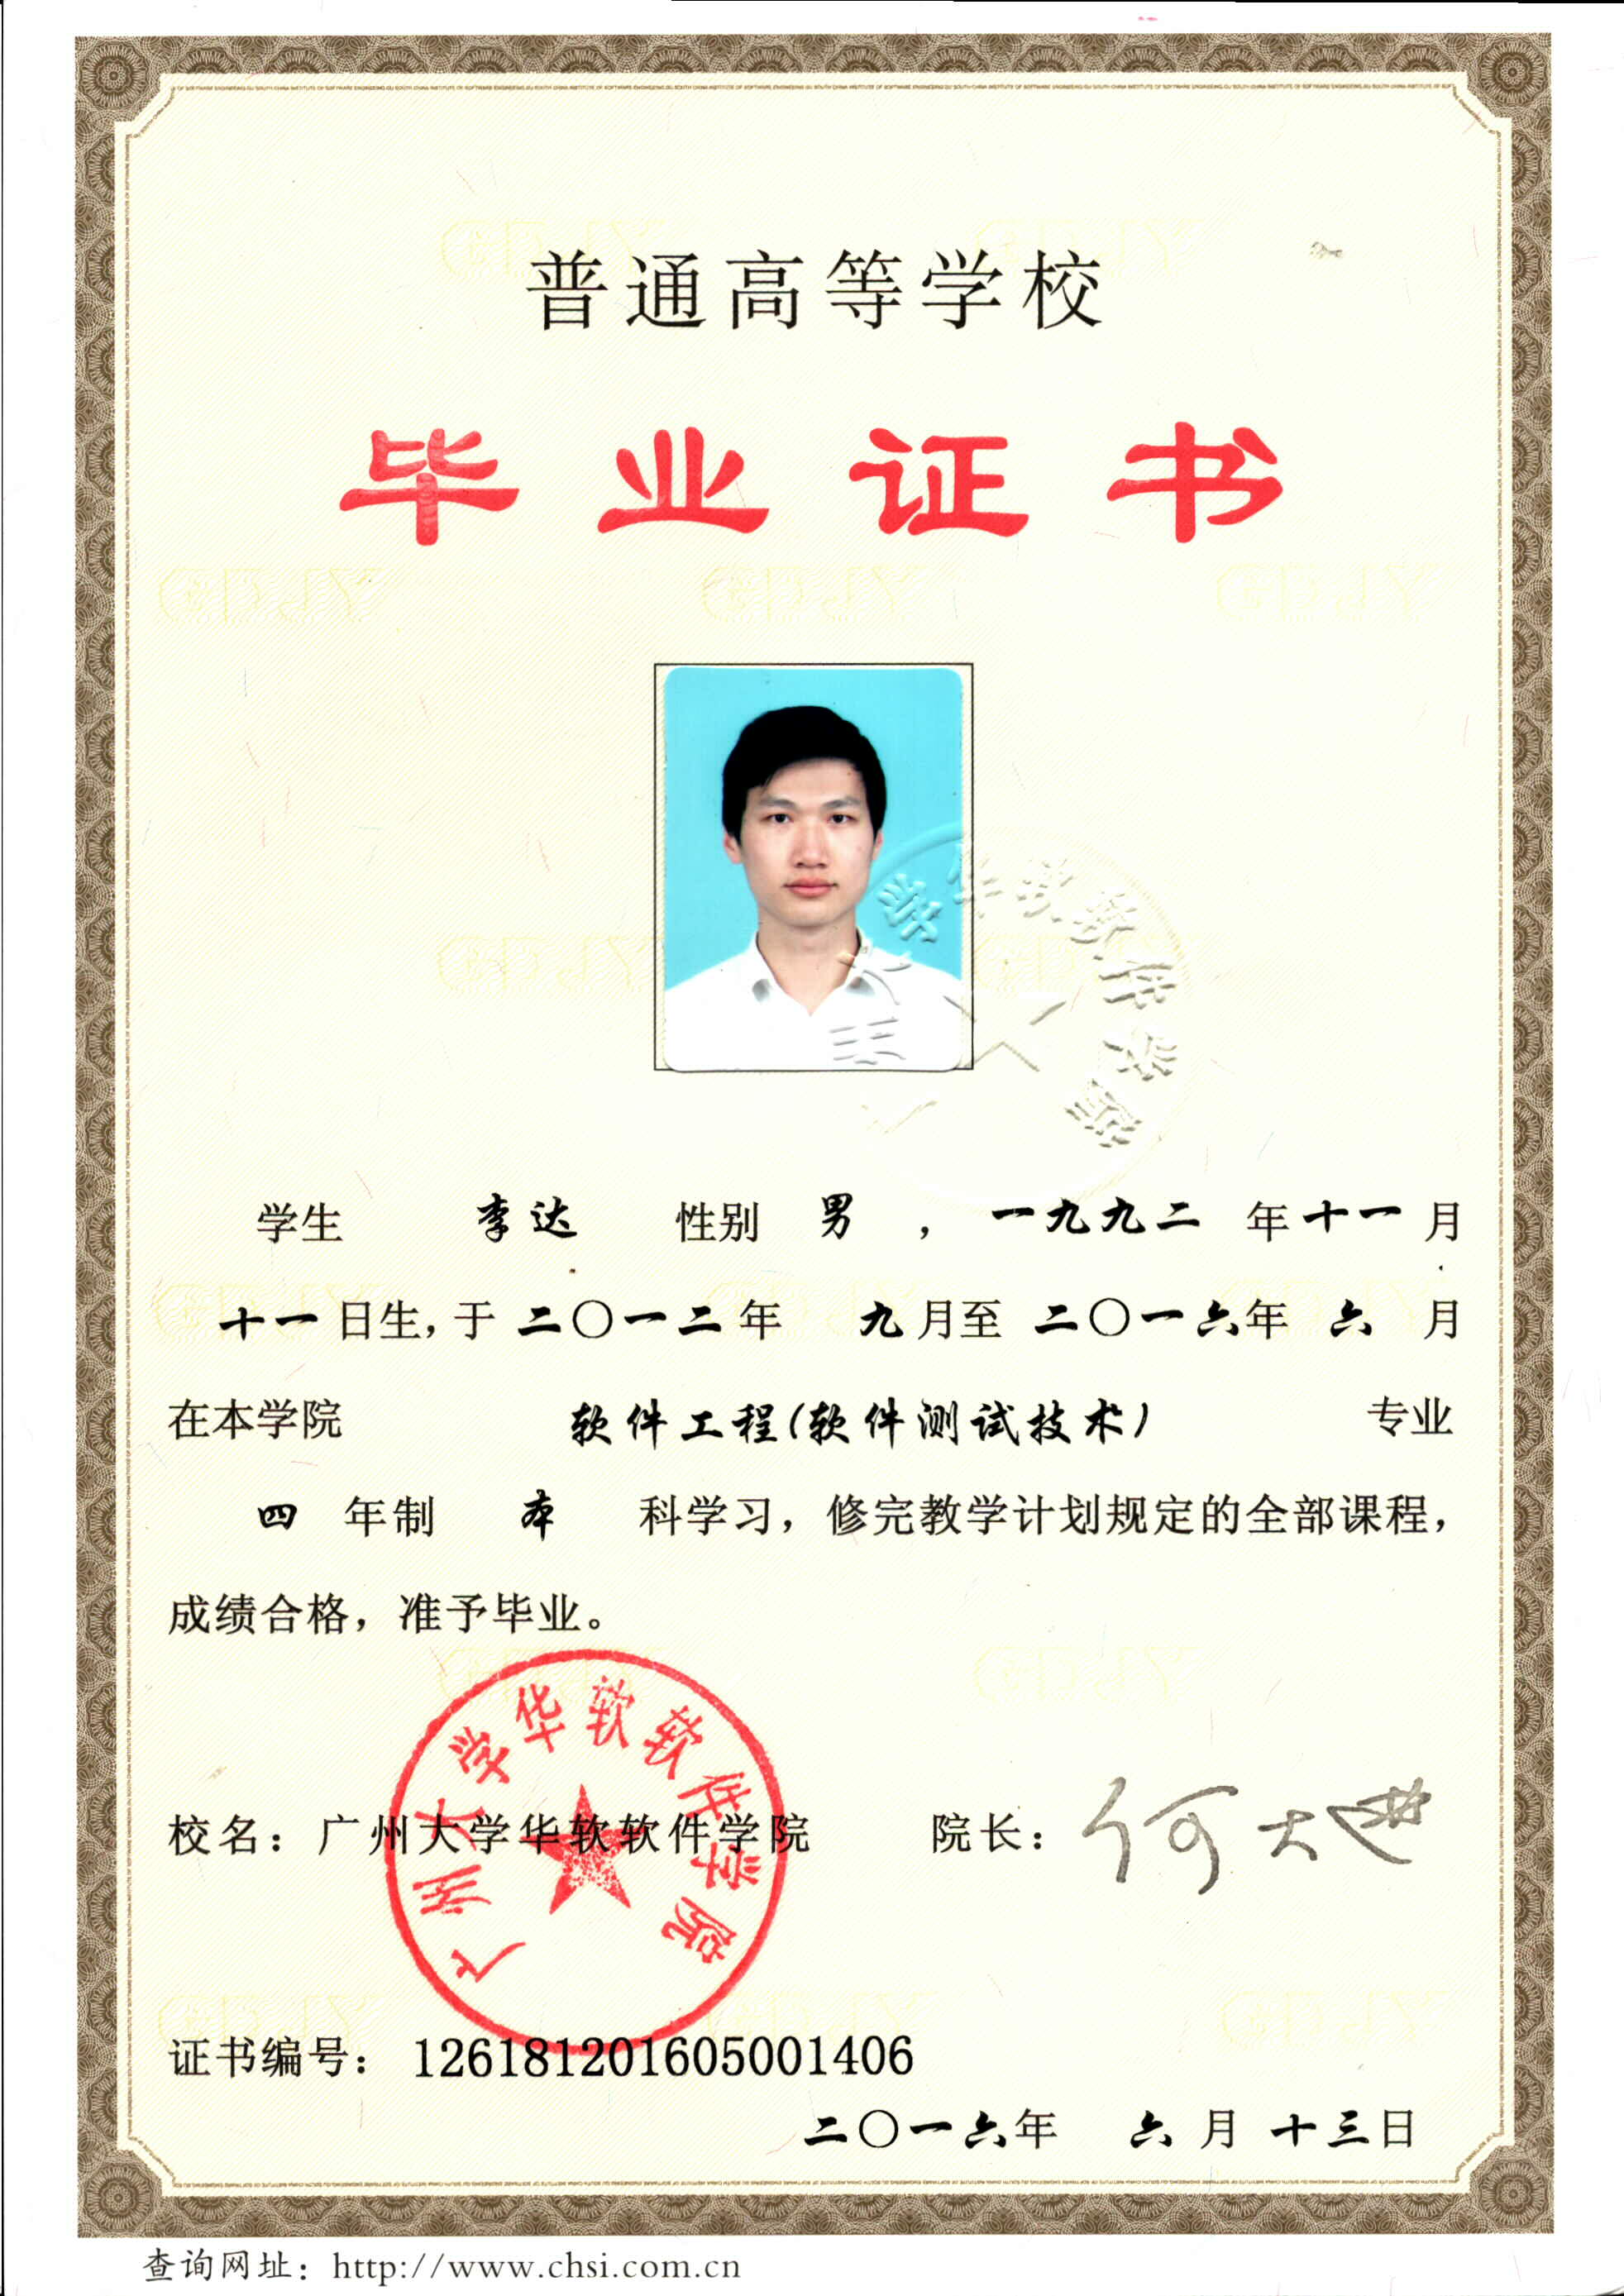 普通高等学校
毕业证书
学生 李达 性别 男 , 一九九二 年 十一 月
十一 日生, 于 二〇一二 年 九 月至 二〇一六 年 六 月
在本学院 软件工程(软件测试技术) 专业
四 年制 本 科学习, 修完教学计划规定的全部课程,
成绩合格, 准予毕业。
广州大学华软软件学院
校名: 广州大学华软软件学院 院长:
证书编号: 126181201605001406
二〇一六年 六 月 十三日
查询网址: http://www.chsi.com.cn